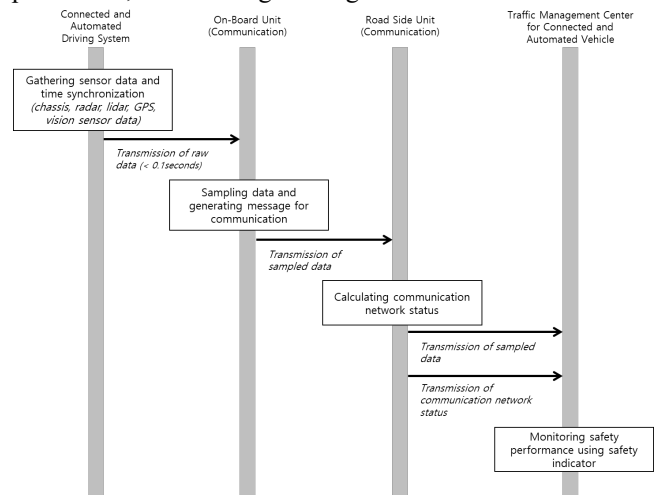 Connected and
Automated
Driving System
On-Board Unit
(Communication)
Road Side Unit
(Communication)
Traffic Management Center
for Connected and
Automated Vehicle
Gathering sensor data and
time synchronization
(chassis, radar, lidar, GPS,
vision sensor data)
Transmission of raw
data (< 0.1seconds)
Sampling data and
generating message for
communication
Transmission of
sampled data
Calculating communication
network status
Transmission of sampled
data
Transmission of
communication network
status
Monitoring safety
performance using safety
indicator